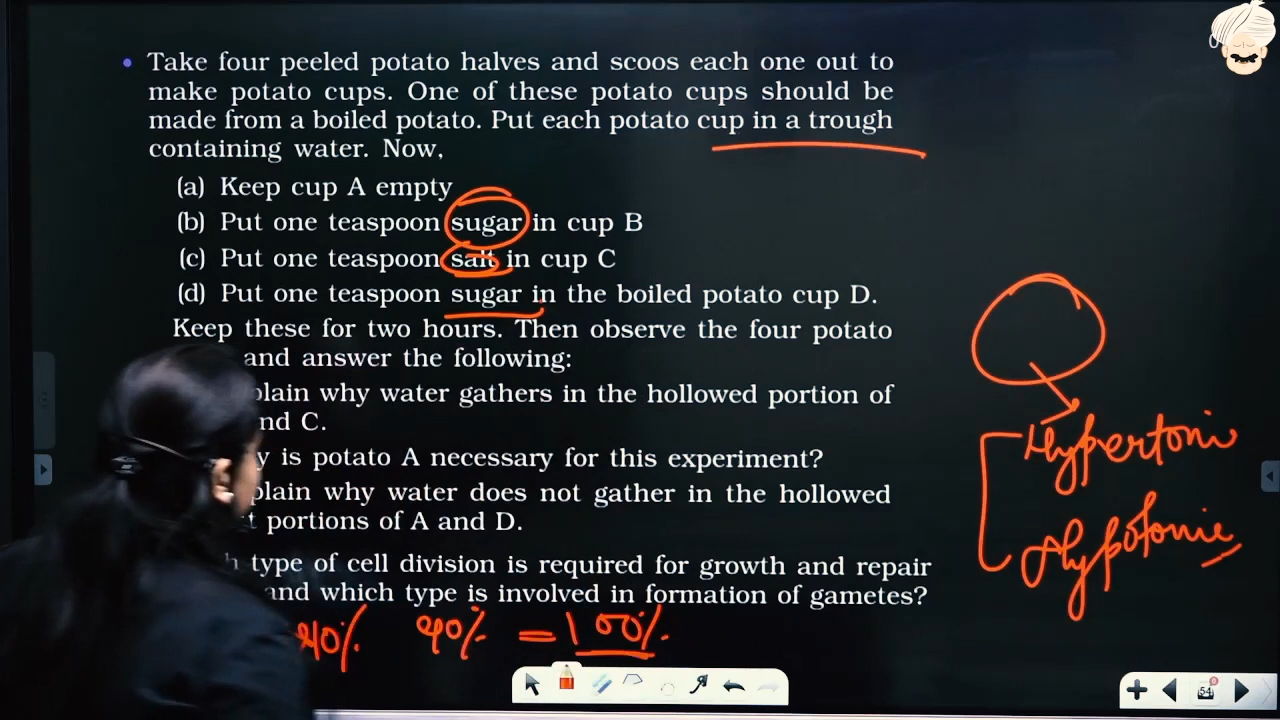 • Take four peeled potato halves and scoos each one out to
make potato cups. One of these potato cups should be
made from a boiled potato. Put each potato cup in a trough
containing water. Now,
(a) Keep cup A empty
(b) Put one teaspoon sugar in cup B
(c) Put one teaspoon salt in cup C
(d) Put one teaspoon sugar in the boiled potato cup D.
Keep these for two hours. Then observe the four potato
and answer the following:
plain why water gathers in the hollowed portion of
nd C.
y is potato A necessary for this experiment?
plain why water does not gather in the hollowed
t portions of A and D.
h type of cell division is required for growth and repair
and which type is involved in formation of gametes?
= 100%
Hypertonic
Hypotonic
54